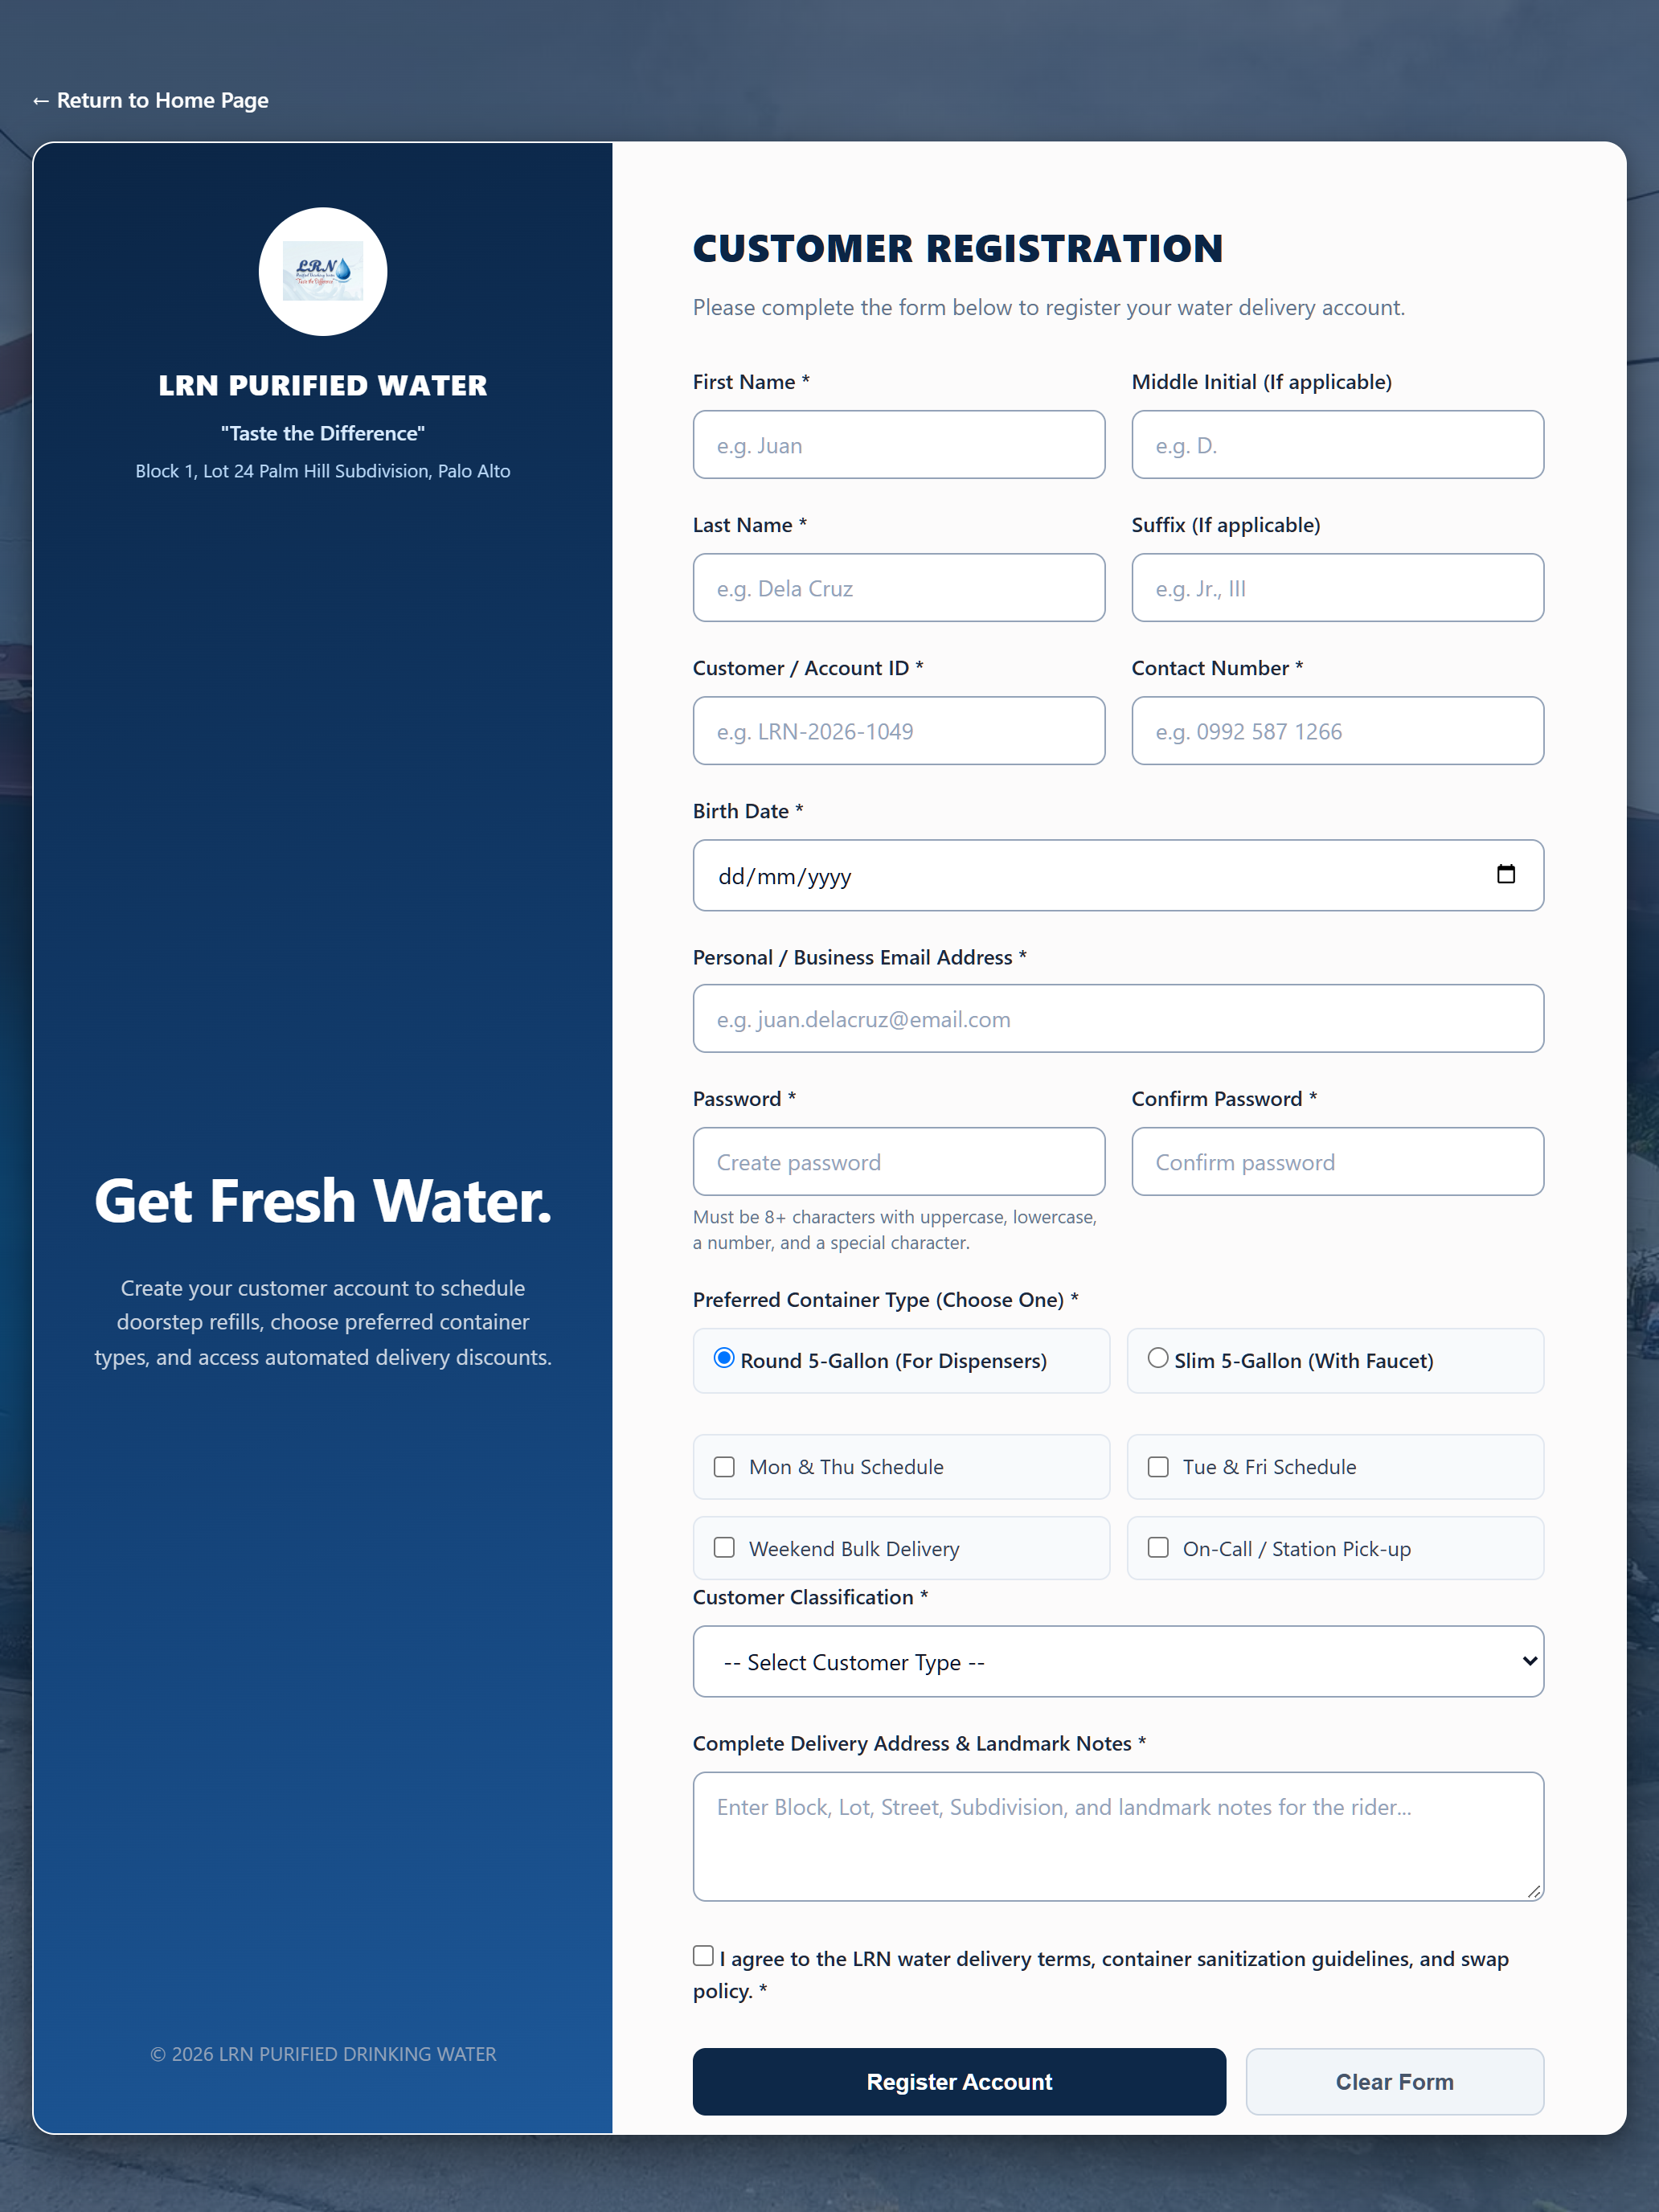 ← Return to Home Page
LRN
Purified Drinking Water
"Taste the Difference"
LRN PURIFIED WATER
"Taste the Difference"
Block 1, Lot 24 Palm Hill Subdivision, Palo Alto
Get Fresh Water.
Create your customer account to schedule
doorstep refills, choose preferred container
types, and access automated delivery discounts.
© 2026 LRN PURIFIED DRINKING WATER
CUSTOMER REGISTRATION
Please complete the form below to register your water delivery account.
First Name * Middle Initial (If applicable)
e.g. Juan e.g. D.
Last Name * Suffix (If applicable)
e.g. Dela Cruz e.g. Jr., III
Customer / Account ID * Contact Number *
e.g. LRN-2026-1049 e.g. 0992 587 1266
Birth Date *
dd/mm/yyyy
Personal / Business Email Address *
e.g. juan.delacruz@email.com
Password * Confirm Password *
Create password Confirm password
Must be 8+ characters with uppercase, lowercase,
a number, and a special character.
Preferred Container Type (Choose One) *
Round 5-Gallon (For Dispensers) Slim 5-Gallon (With Faucet)
Mon & Thu Schedule Tue & Fri Schedule
Weekend Bulk Delivery On-Call / Station Pick-up
Customer Classification *
-- Select Customer Type --
Complete Delivery Address & Landmark Notes *
Enter Block, Lot, Street, Subdivision, and landmark notes for the rider...
I agree to the LRN water delivery terms, container sanitization guidelines, and swap
policy. *
Register Account Clear Form